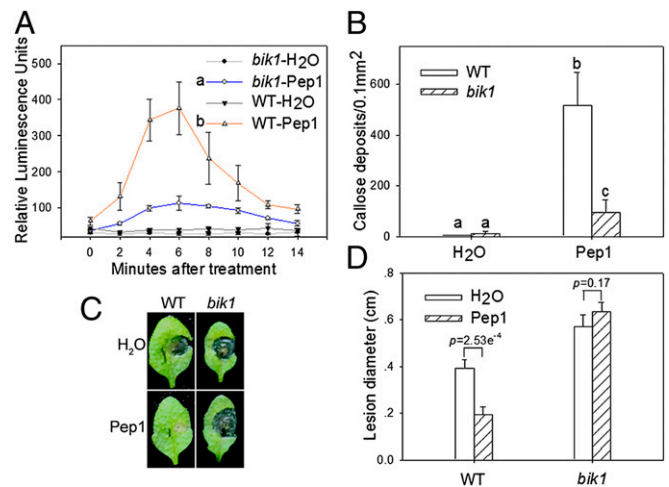 A
Relative Luminescence Units
500
400
300
200
100
bik1-H2O
a bik1-Pep1
WT-H2O
b WT-Pep1
0 2 4 6 8 10 12 14
Minutes after treatment
B
Callose deposits/0.1mm²
600
400
200
0
WT
bik1
a a
b
c
H2O Pep1
C
WT bik1
H₂O
Pep1
D
Lesion diameter (cm)
.8
.6
.4
.2
.0
H2O
Pep1
p=0.17
p=2.53e⁻⁴
WT bik1